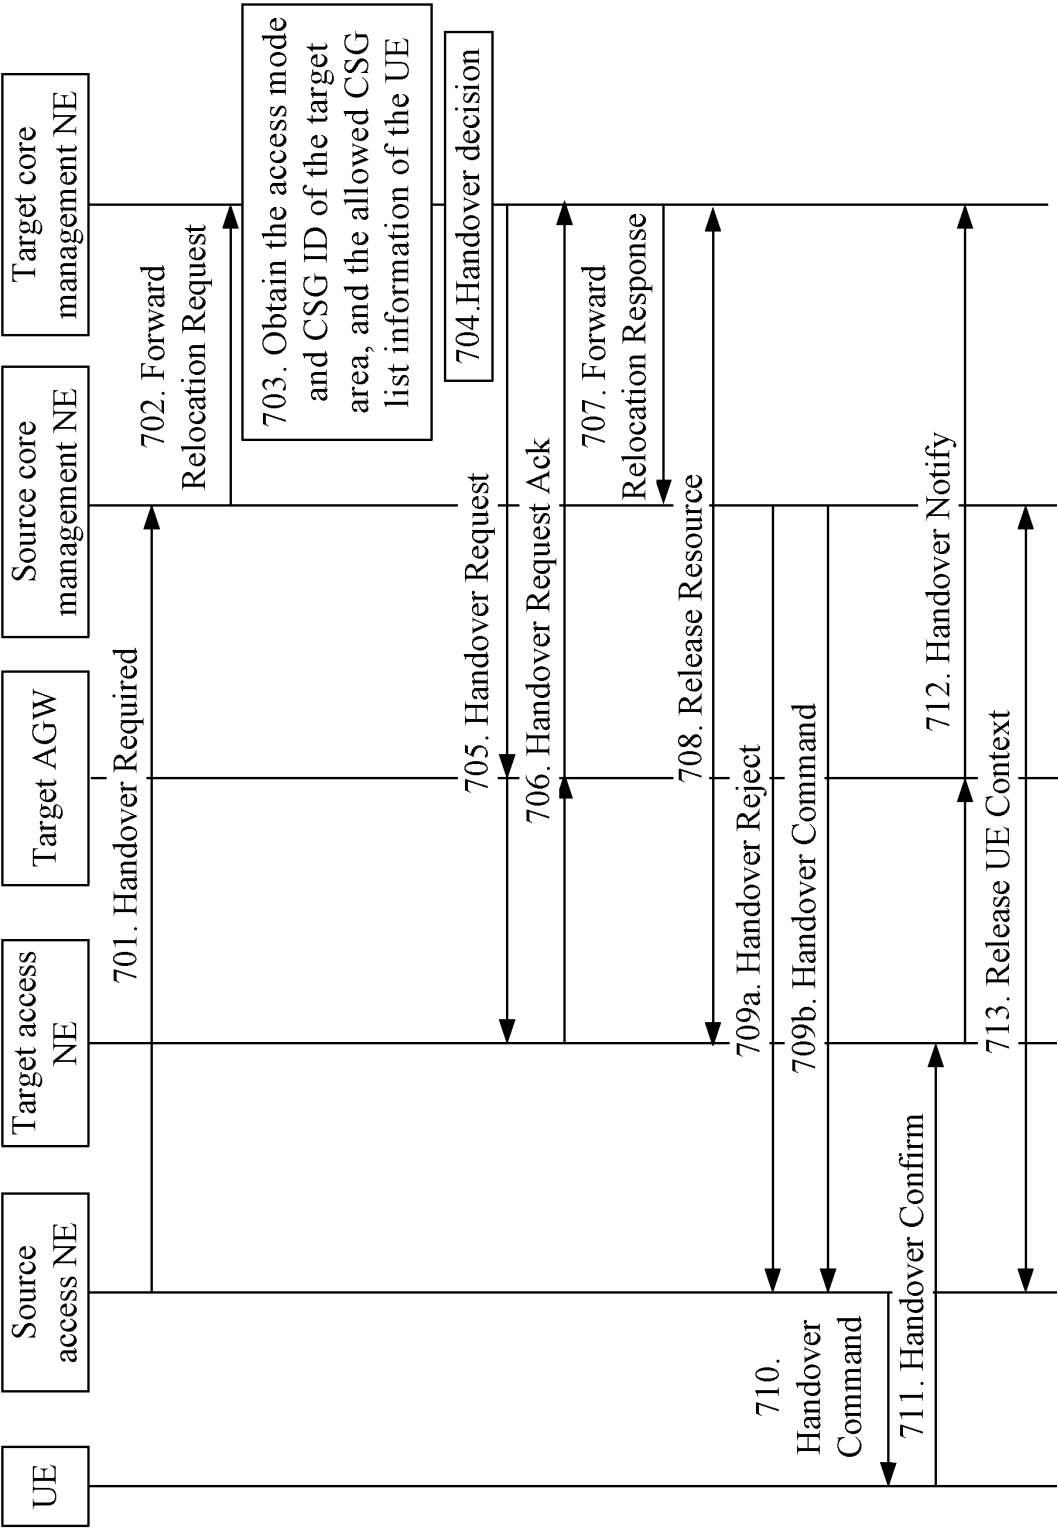 UE
Source
access NE
Target access
NE
Target AGW
Source core
management NE
Target core
management NE
701. Handover Required
702. Forward
Relocation Request
703. Obtain the access mode
and CSG ID of the target
area, and the allowed CSG
list information of the UE
704.Handover decision
705. Handover Request
706. Handover Request Ack
707. Forward
Relocation Response
708. Release Resource
709a. Handover Reject
709b. Handover Command
710.
Handover
Command
711. Handover Confirm
712. Handover Notify
713. Release UE Context